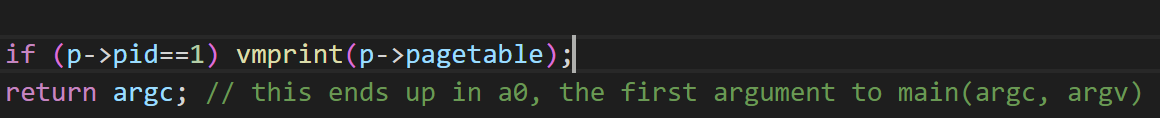 if (p->pid==1) vmprint(p->pagetable);
return argc; // this ends up in a0, the first argument to main(argc, argv)